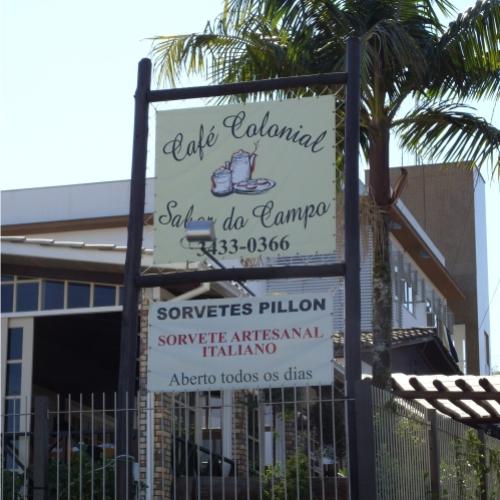 Café Colonial
Sabor do Campo
3433-0366
SORVETES PILLON
SORVETE ARTESANAL
ITALIANO
Aberto todos os dias